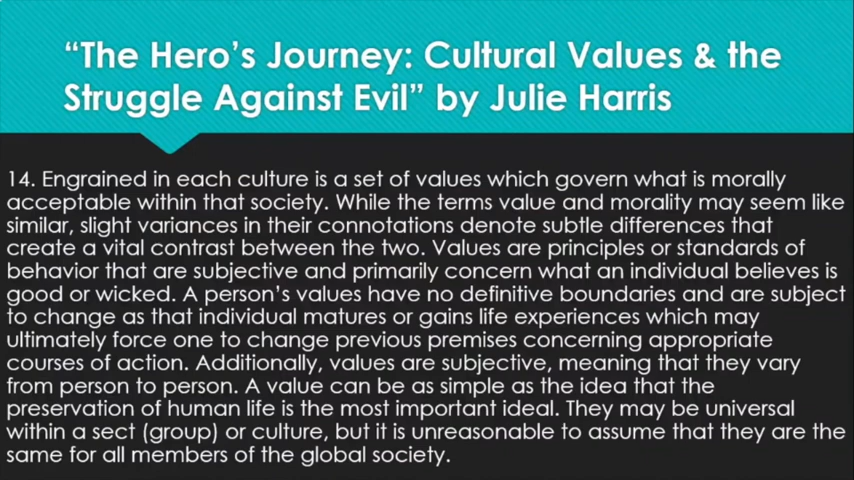 “The Hero’s Journey: Cultural Values & the
Struggle Against Evil” by Julie Harris
14. Engrained in each culture is a set of values which govern what is morally
acceptable within that society. While the terms value and morality may seem like
similar, slight variances in their connotations denote subtle differences that
create a vital contrast between the two. Values are principles or standards of
behavior that are subjective and primarily concern what an individual believes is
good or wicked. A person’s values have no definitive boundaries and are subject
to change as that individual matures or gains life experiences which may
ultimately force one to change previous premises concerning appropriate
courses of action. Additionally, values are subjective, meaning that they vary
from person to person. A value can be as simple as the idea that the
preservation of human life is the most important ideal. They may be universal
within a sect (group) or culture, but it is unreasonable to assume that they are the
same for all members of the global society.